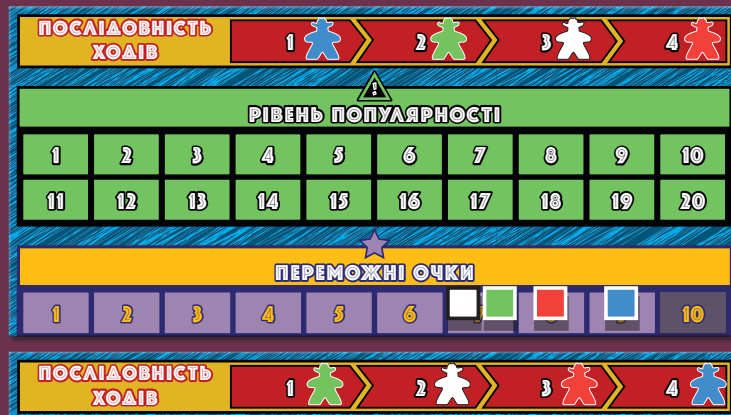 ПОСЛІДОВНІСТЬ
ХОДІВ
1 2 3 4
!
РІВЕНЬ ПОПУЛЯРНОСТІ
1 2 3 4 5 6 7 8 9 10
11 12 13 14 15 16 17 18 19 20
ПЕРЕМОЖНІ ОЧКИ
1 2 3 4 5 6 10
ПОСЛІДОВНІСТЬ
ХОДІВ
1 2 3 4